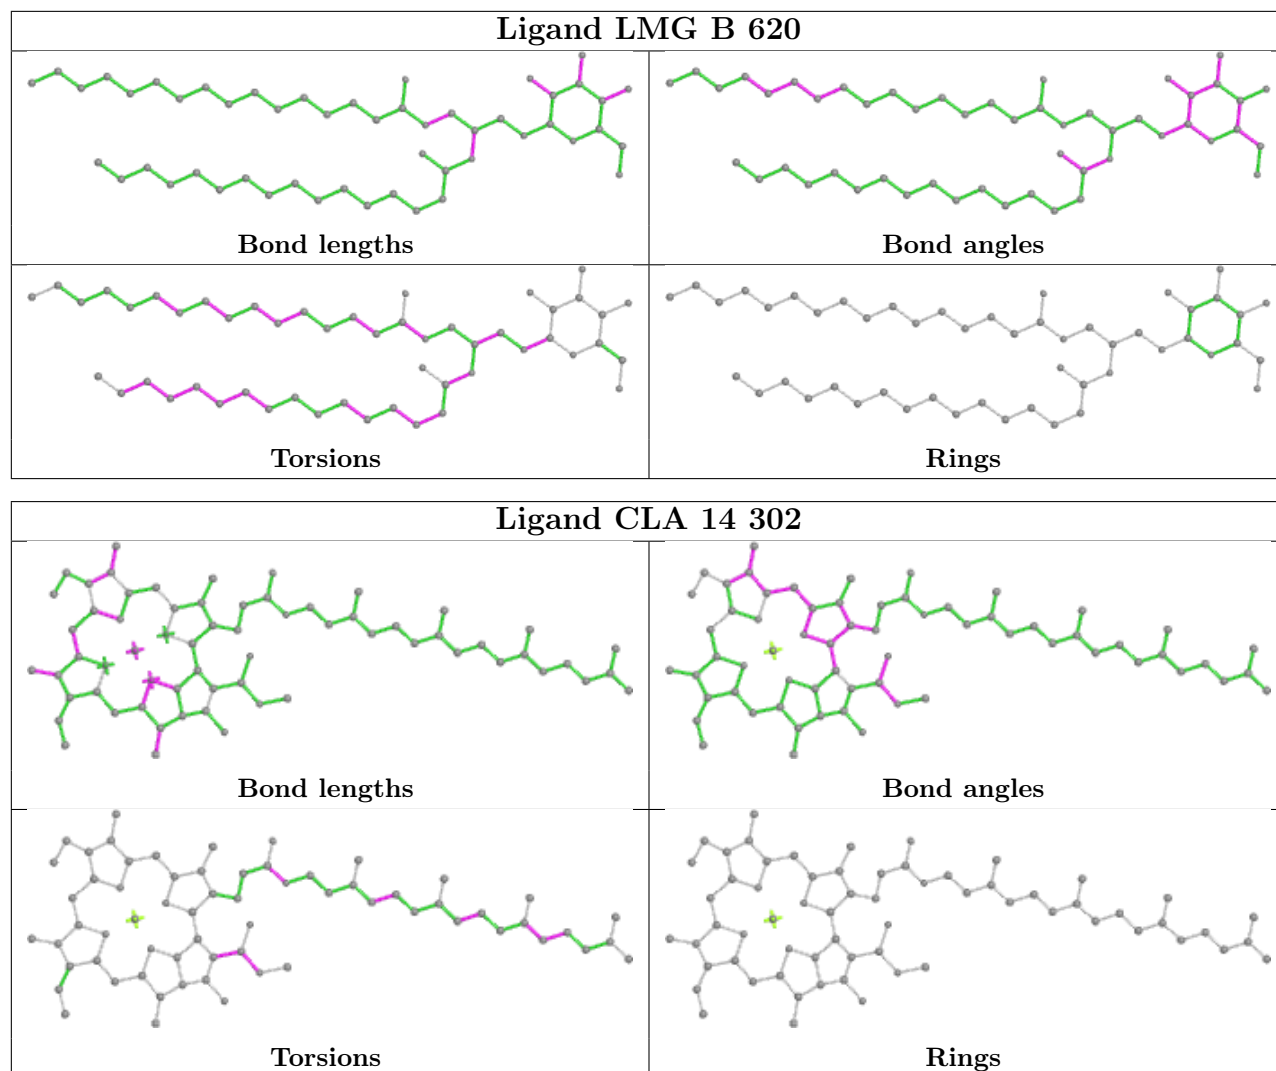 Ligand LMG B 620
Bond lengths
Bond angles
Torsions
Rings
Ligand CLA 14 302
Bond lengths
Bond angles
Torsions
Rings